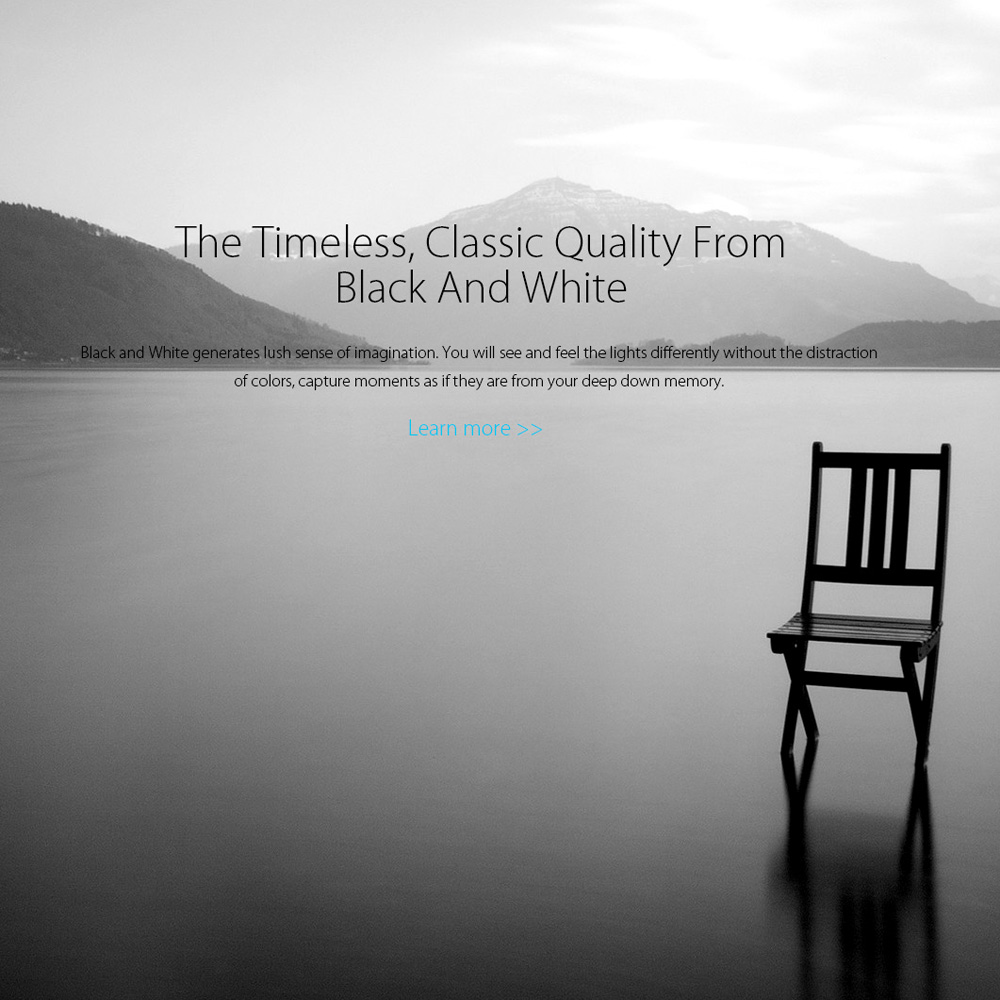 The Timeless, Classic Quality From
Black And White
Black and White generates lush sense of imagination. You will see and feel the lights differently without the distraction
of colors, capture moments as if they are from your deep down memory.
Learn more >>